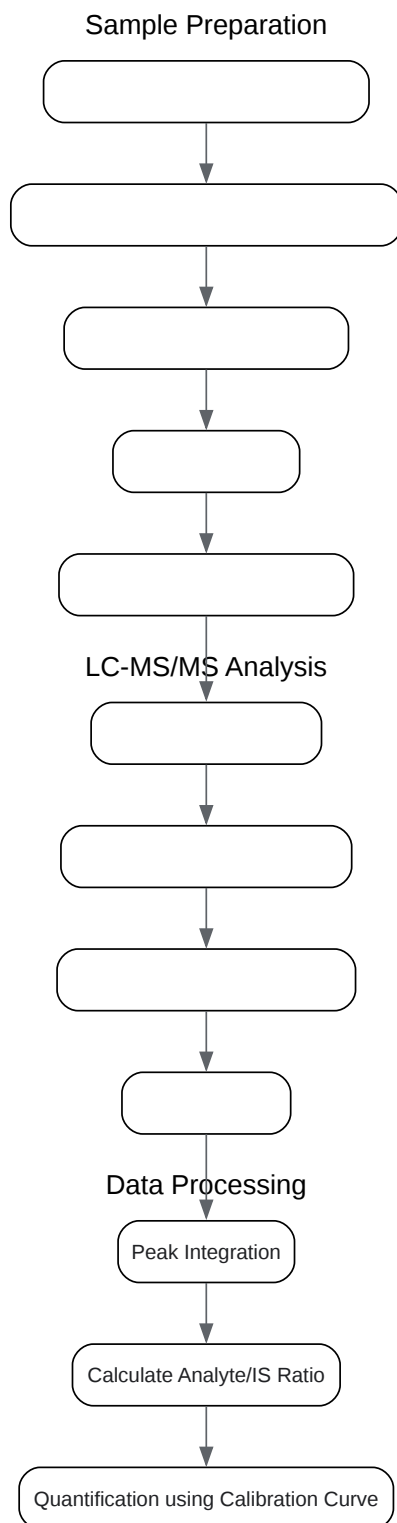 Sample Preparation
LC-MS/MS Analysis
Data Processing
Peak Integration
Calculate Analyte/IS Ratio
Quantification using Calibration Curve